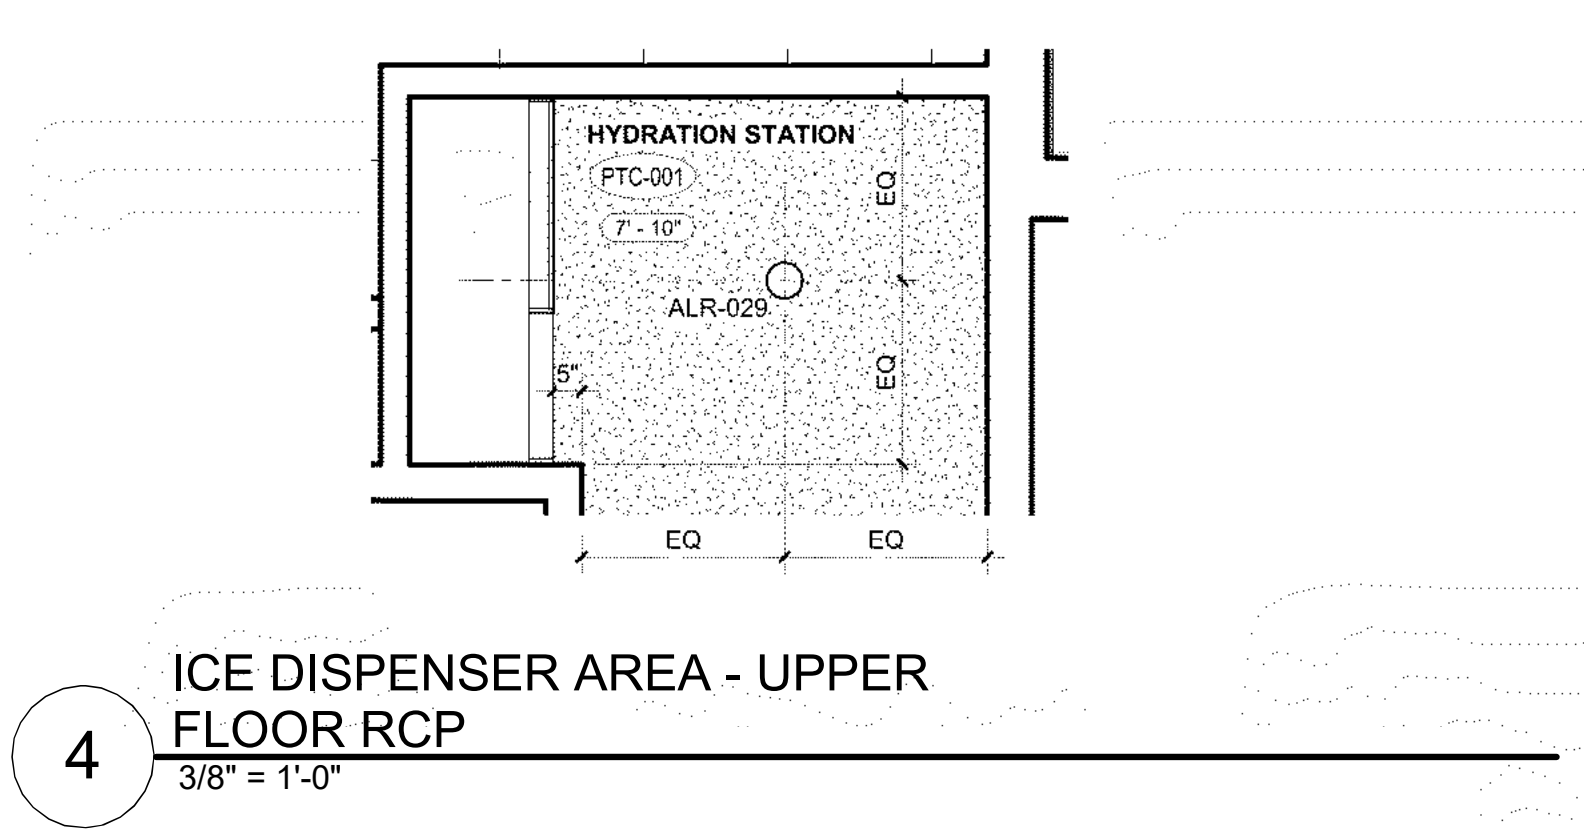 HYDRATION STATION
PTC-001
7' - 10"
EQ
ALR-029
EQ
5"
EQ
EQ
ICE DISPENSER AREA - UPPER
FLOOR RCP
4
3/8" = 1'-0"